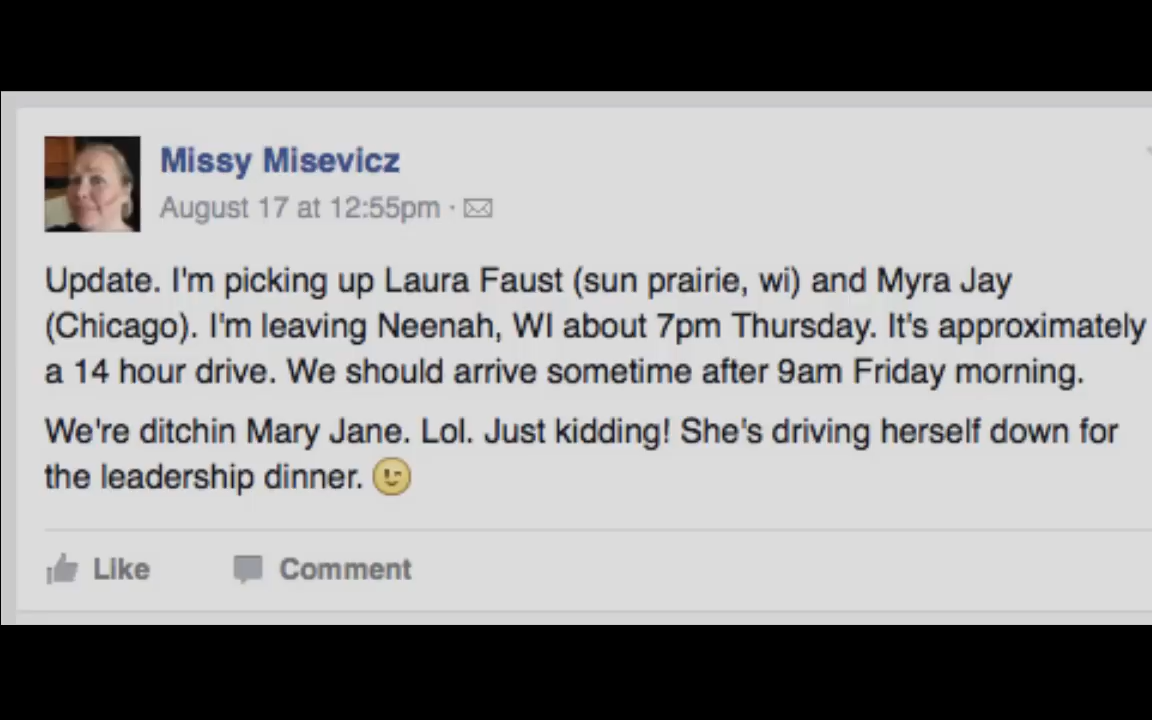 Missy Misevicz
August 17 at 12:55pm ·
Update. I'm picking up Laura Faust (sun prairie, wi) and Myra Jay
(Chicago). I'm leaving Neenah, WI about 7pm Thursday. It's approximately
a 14 hour drive. We should arrive sometime after 9am Friday morning.
We're ditchin Mary Jane. Lol. Just kidding! She's driving herself down for
the leadership dinner. 😉
Like Comment